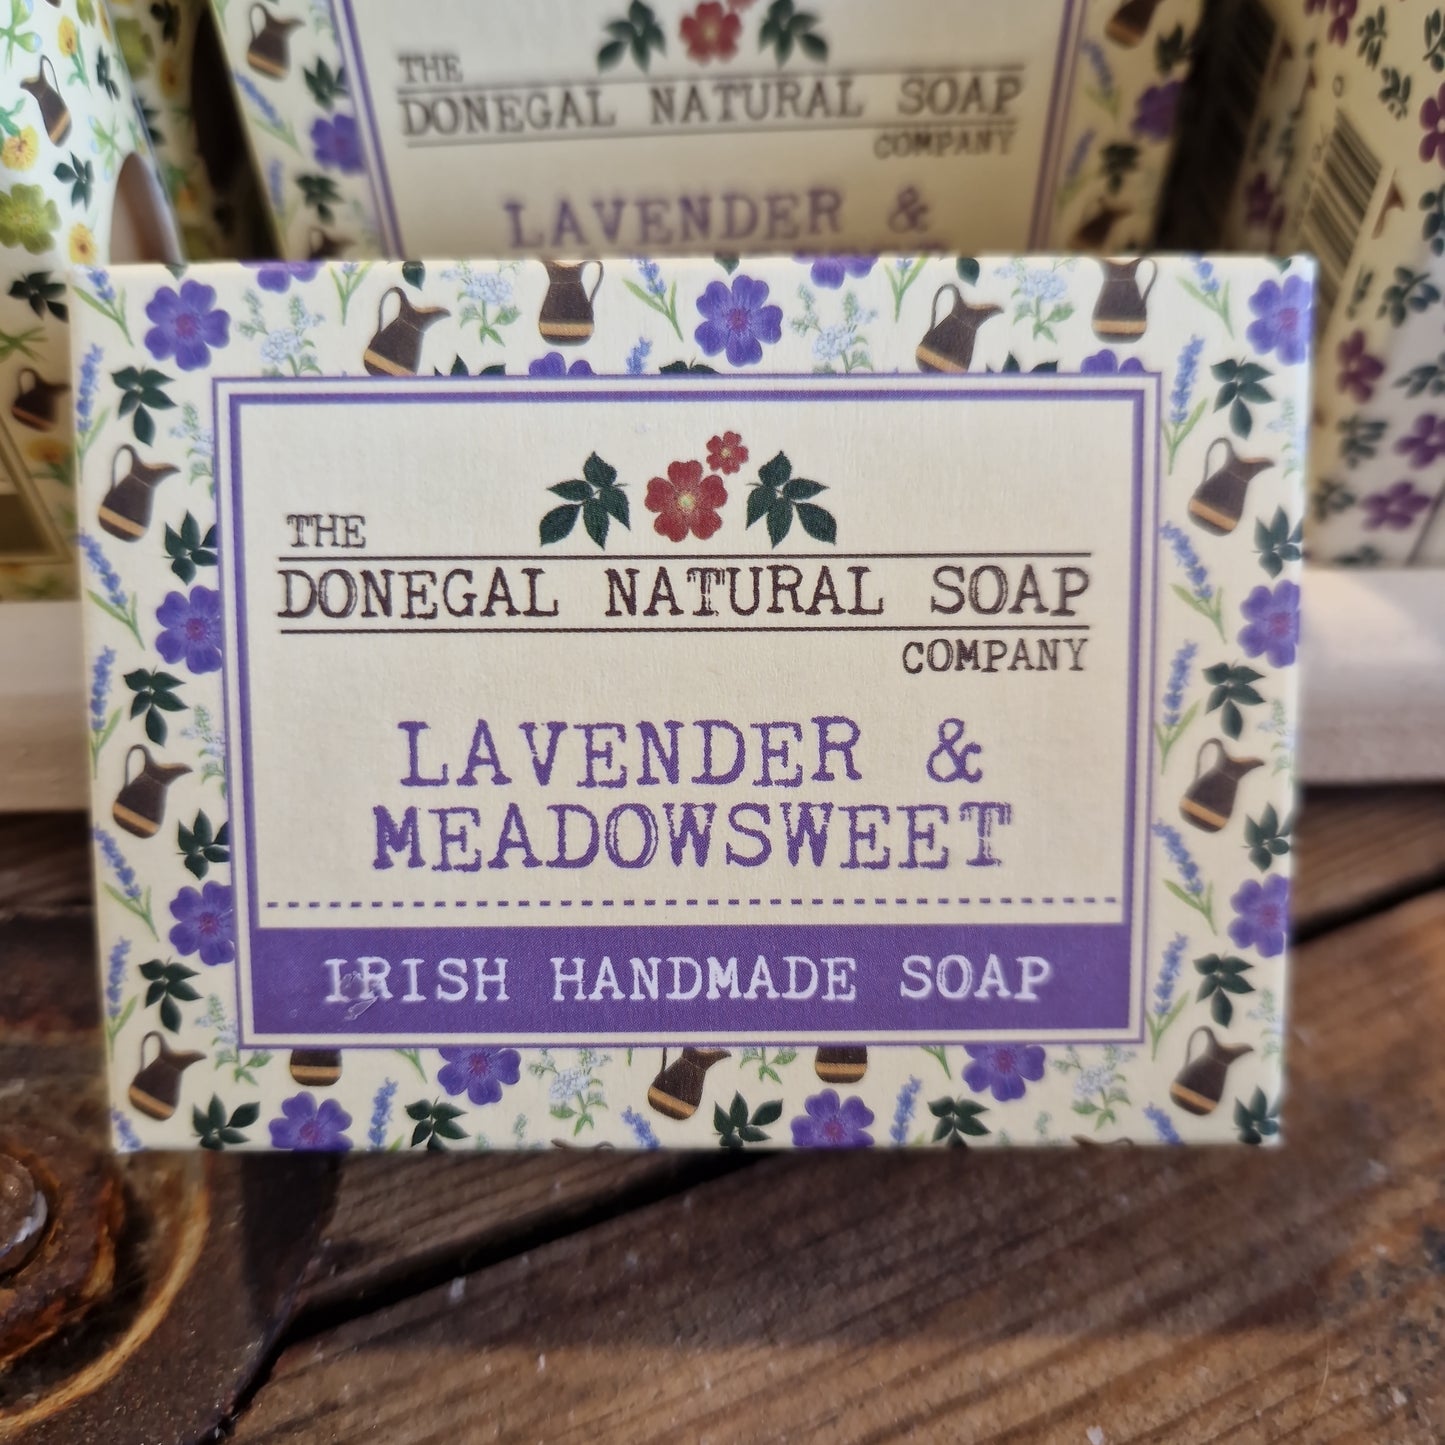 THE
DONEGAL NATURAL SOAP
COMPANY
LAVENDER &
THE
DONEGAL NATURAL SOAP
COMPANY
LAVENDER &
MEADOWSWEET
IRISH HANDMADE SOAP